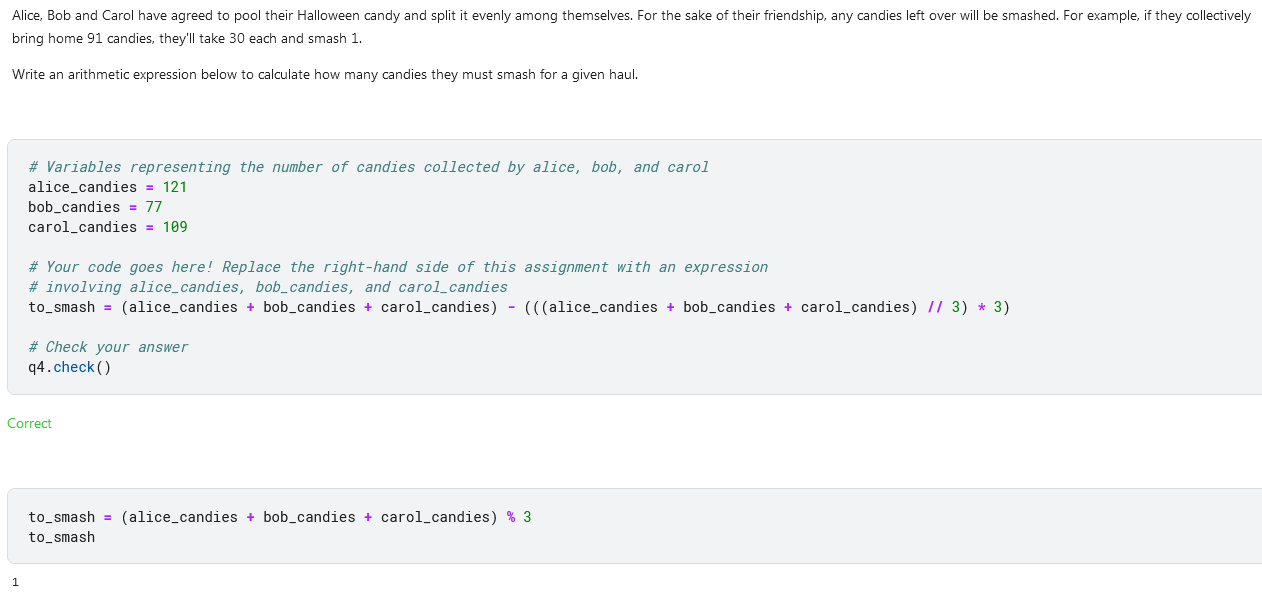 Alice, Bob and Carol have agreed to pool their Halloween candy and split it evenly among themselves. For the sake of their friendship, any candies left over will be smashed. For example, if they collectively
bring home 91 candies, they'll take 30 each and smash 1.
Write an arithmetic expression below to calculate how many candies they must smash for a given haul.
# Variables representing the number of candies collected by alice, bob, and carol
alice_candies = 121
bob_candies = 77
carol_candies = 109
# Your code goes here! Replace the right-hand side of this assignment with an expression
# involving alice_candies, bob_candies, and carol_candies
to_smash = (alice_candies + bob_candies + carol_candies) - (((alice_candies + bob_candies + carol_candies) // 3) * 3)
# Check your answer
q4.check()
Correct
to_smash = (alice_candies + bob_candies + carol_candies) % 3
to_smash
1